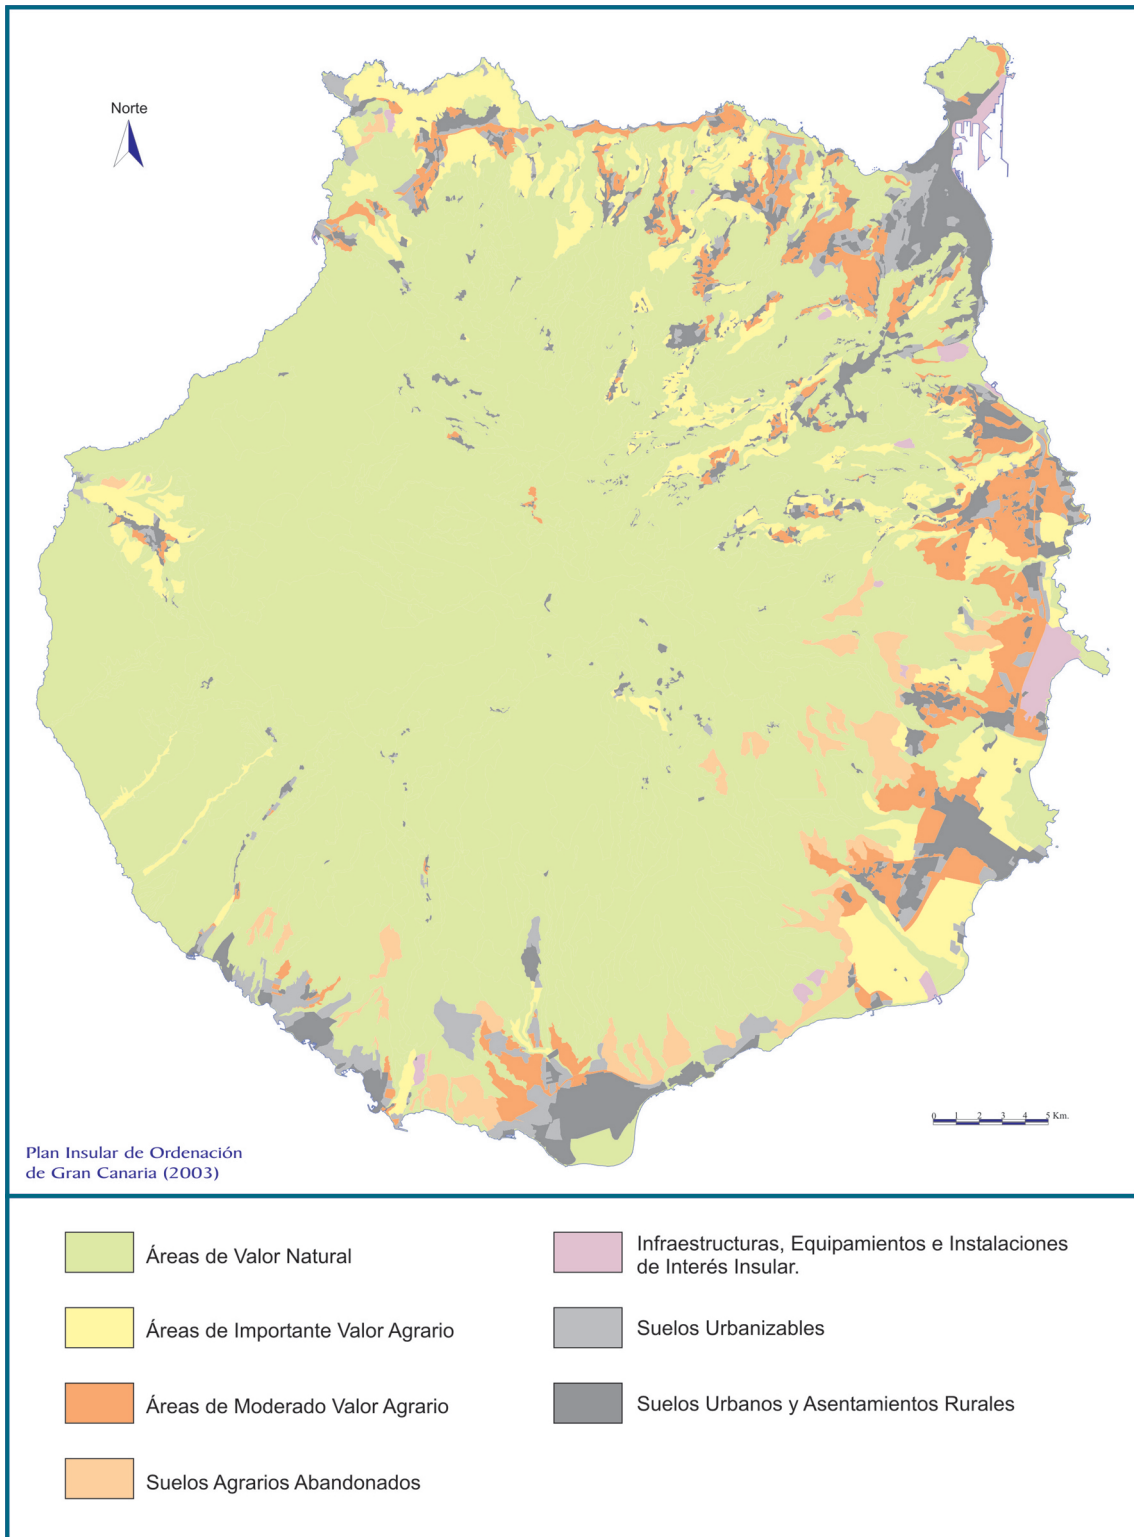 Norte
0 1 2 3 4 5 Km.
Plan Insular de Ordenación
de Gran Canaria (2003)
Áreas de Valor Natural
Áreas de Importante Valor Agrario
Áreas de Moderado Valor Agrario
Suelos Agrarios Abandonados
Infraestructuras, Equipamientos e Instalaciones
de Interés Insular.
Suelos Urbanizables
Suelos Urbanos y Asentamientos Rurales